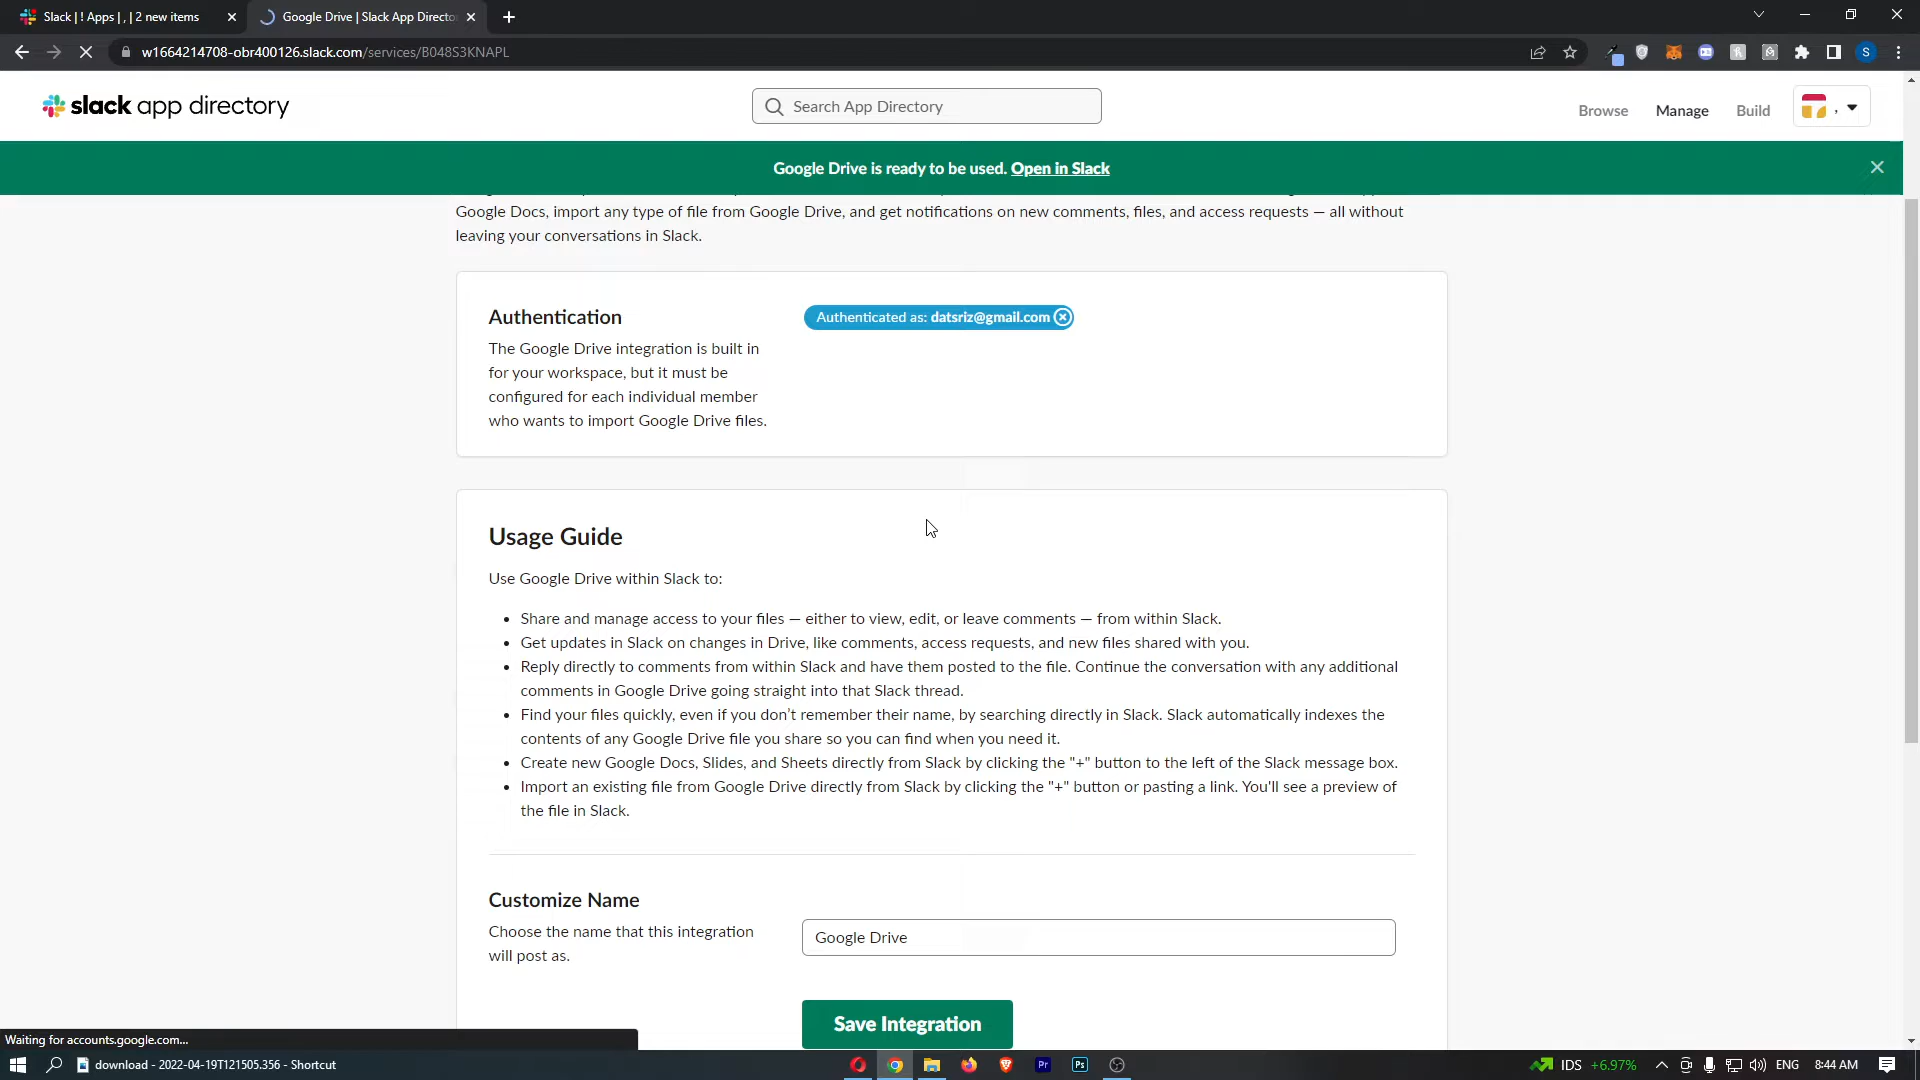 Slack | ! Apps | , | 2 new items
Google Drive | Slack App Directo
w1664214708-obr400126.slack.com/services/B048S3KNAPL
S
slack app directory
Search App Directory
Browse
Manage
Build
,
Google Drive is ready to be used. Open in Slack
Google Docs, import any type of file from Google Drive, and get notifications on new comments, files, and access requests — all without
leaving your conversations in Slack.
Authentication
Authenticated as: datsriz@gmail.com
The Google Drive integration is built in
for your workspace, but it must be
configured for each individual member
who wants to import Google Drive files.
Usage Guide
Use Google Drive within Slack to:
• Share and manage access to your files — either to view, edit, or leave comments — from within Slack.
• Get updates in Slack on changes in Drive, like comments, access requests, and new files shared with you.
• Reply directly to comments from within Slack and have them posted to the file. Continue the conversation with any additional
comments in Google Drive going straight into that Slack thread.
• Find your files quickly, even if you don’t remember their name, by searching directly in Slack. Slack automatically indexes the
contents of any Google Drive file you share so you can find when you need it.
• Create new Google Docs, Slides, and Sheets directly from Slack by clicking the "+" button to the left of the Slack message box.
• Import an existing file from Google Drive directly from Slack by clicking the "+" button or pasting a link. You'll see a preview of
the file in Slack.
Customize Name
Choose the name that this integration
will post as.
Google Drive
Save Integration
Waiting for accounts.google.com...
download - 2022-04-19T121505.356 - Shortcut
Pr
Ps
IDS +6.97%
ENG
8:44 AM